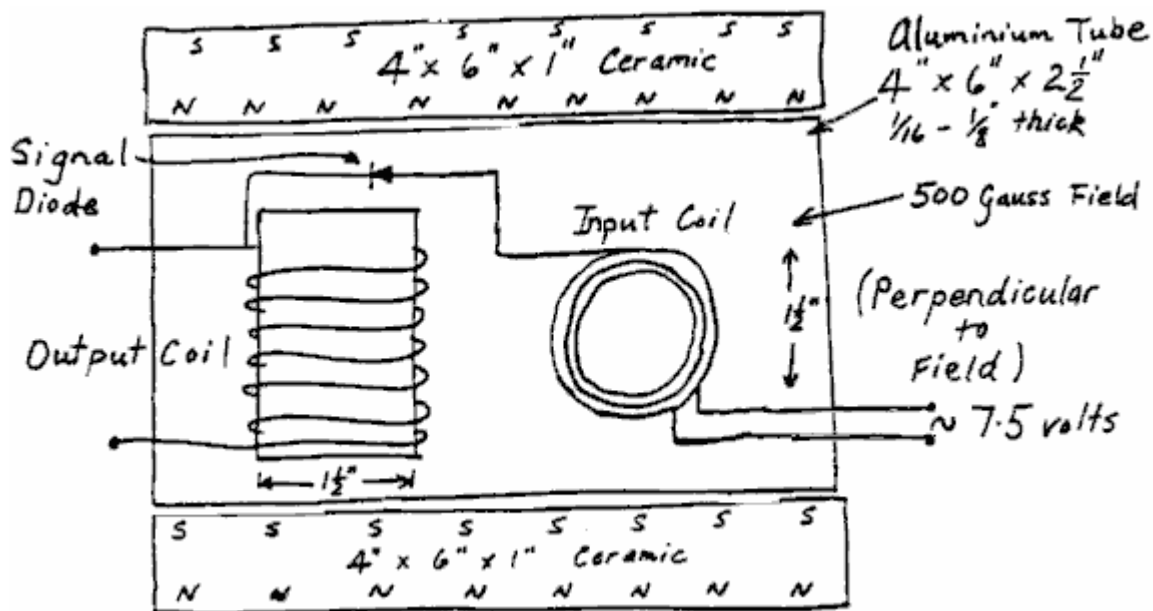 S S S S S S S
4" x 6" x 1" Ceramic
N N N N N N N N
Aluminium Tube
4" x 6" x 2 1/2"
1/16 - 1/8" thick
Signal
Diode
500 Gauss Field
Input Coil
1 1/2"
(Perpendicular
to
Field)
Output Coil
~ 7.5 volts
1 1/2"
S S S S S S S S
4" x 6" x 1" Ceramic
N N N N N N N N